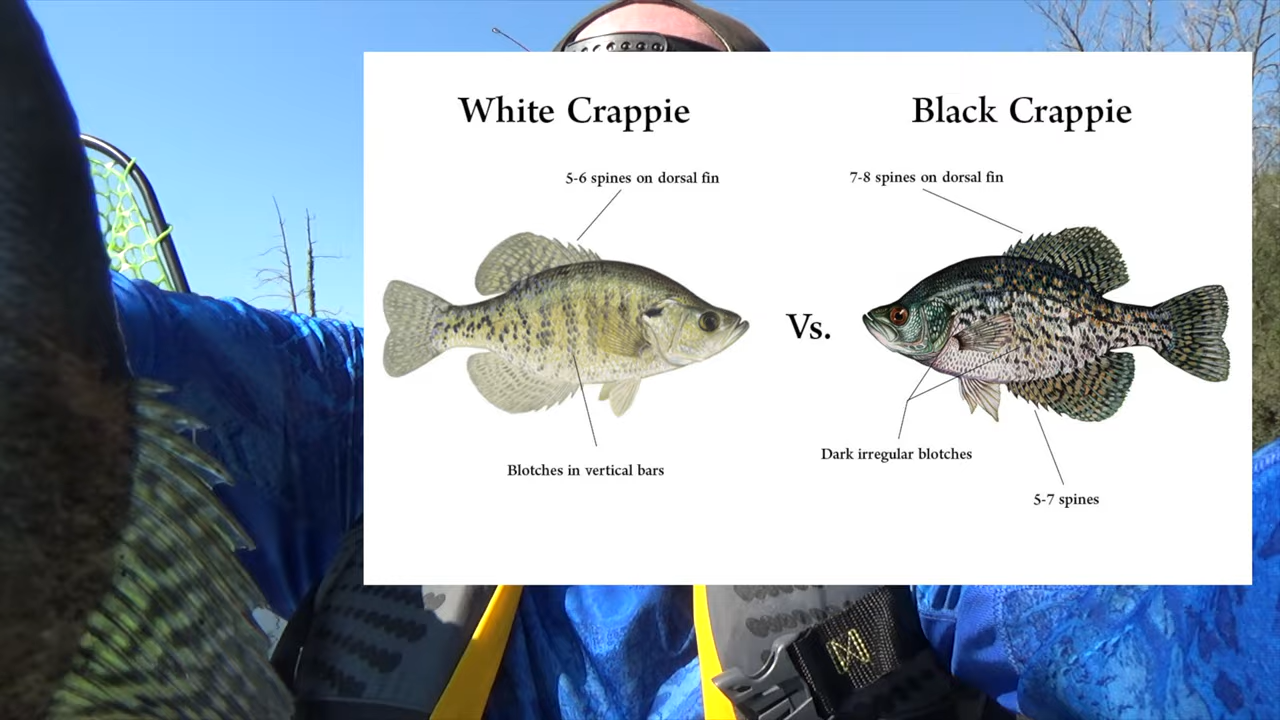 White Crappie
Black Crappie
5-6 spines on dorsal fin
7-8 spines on dorsal fin
Vs.
Dark irregular blotches
Blotches in vertical bars
5-7 spines